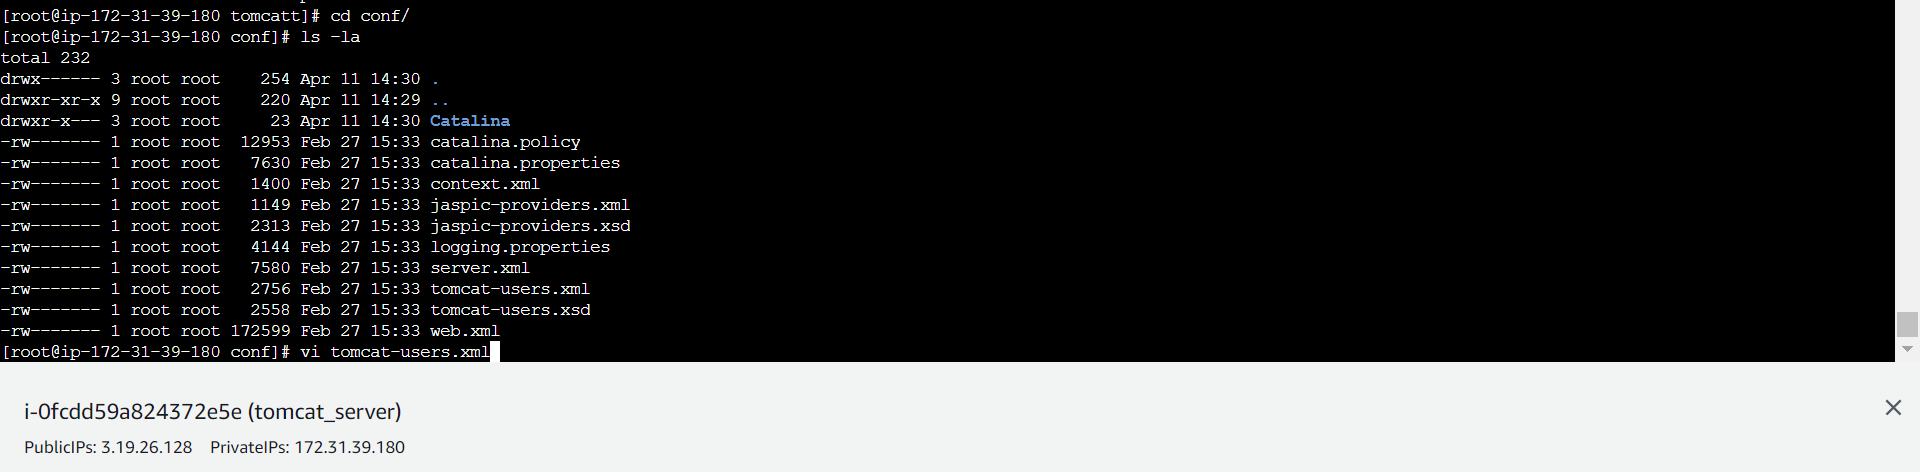 [root@ip-172-31-39-180 tomcatt]# cd conf/
[root@ip-172-31-39-180 conf]# ls -la
total 232
drwx------ 3 root root    254 Apr 11 14:30 .
drwxr-xr-x 9 root root    220 Apr 11 14:29 ..
drwxr-x--- 3 root root     23 Apr 11 14:30 Catalina
-rw------- 1 root root  12953 Feb 27 15:33 catalina.policy
-rw------- 1 root root   7630 Feb 27 15:33 catalina.properties
-rw------- 1 root root   1400 Feb 27 15:33 context.xml
-rw------- 1 root root   1149 Feb 27 15:33 jaspic-providers.xml
-rw------- 1 root root   2313 Feb 27 15:33 jaspic-providers.xsd
-rw------- 1 root root   4144 Feb 27 15:33 logging.properties
-rw------- 1 root root   7580 Feb 27 15:33 server.xml
-rw------- 1 root root   2756 Feb 27 15:33 tomcat-users.xml
-rw------- 1 root root   2558 Feb 27 15:33 tomcat-users.xsd
-rw------- 1 root root 172599 Feb 27 15:33 web.xml
[root@ip-172-31-39-180 conf]# vi tomcat-users.xml
i-0fcdd59a824372e5e (tomcat_server)
PublicIPs: 3.19.26.128 PrivateIPs: 172.31.39.180